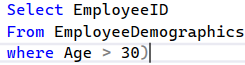 Select EmployeeID
From EmployeeDemographics
where Age > 30)